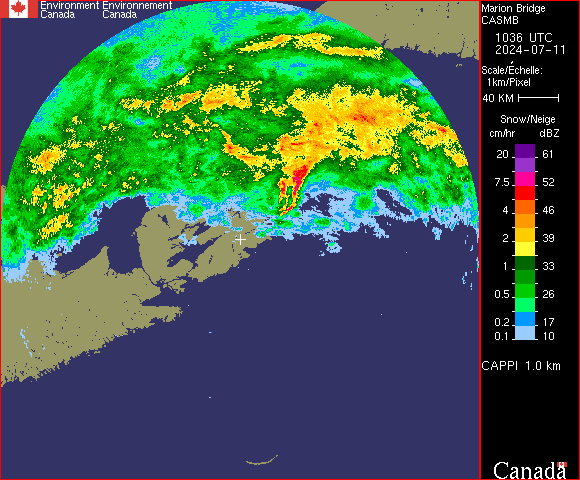 Environment Environnement
Canada Canada
Marion Bridge
CASMB
1036 UTC
2024-07-11
Scale/Echelle:
1km/Pixel
40 KM
Snow/Neige
cm/hr dBZ
20 61
7.5 52
4 46
2 39
1 33
0.5 26
0.2 17
0.1 10
CAPPI 1.0 km
Canada